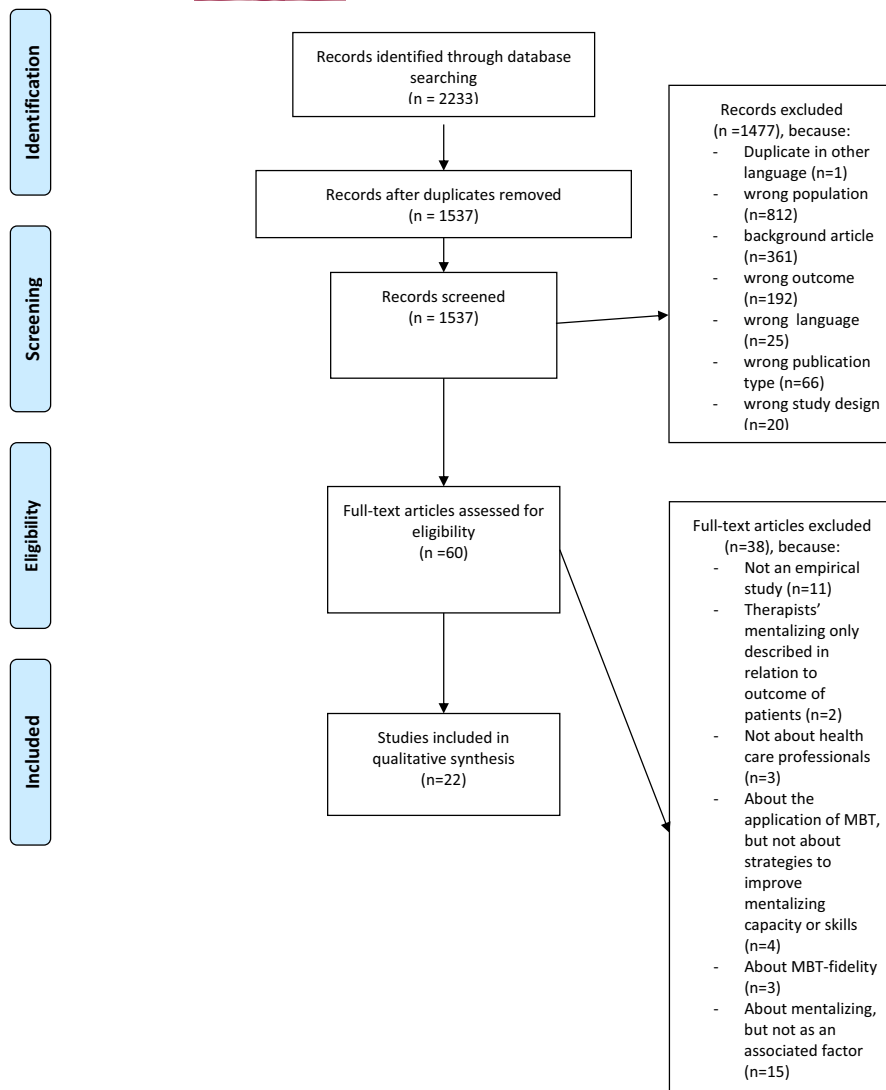 Identification
Records identified through database
searching
(n = 2233)
Records after duplicates removed
(n = 1537)
Screening
Records screened
(n = 1537)
Records excluded
(n =1477), because:
- Duplicate in other
language (n=1)
- wrong population
(n=812)
- background article
(n=361)
- wrong outcome
(n=192)
- wrong language
(n=25)
- wrong publication
type (n=66)
- wrong study design
(n=20)
Eligibility
Full-text articles assessed for
eligibility
(n =60)
Full-text articles excluded
(n=38), because:
- Not an empirical
study (n=11)
- Therapists’
mentalizing only
described in
relation to
outcome of
patients (n=2)
- Not about health
care professionals
(n=3)
- About the
application of MBT,
but not about
strategies to
improve
mentalizing
capacity or skills
(n=4)
- About MBT-fidelity
(n=3)
- About mentalizing,
but not as an
associated factor
(n=15)
Included
Studies included in
qualitative synthesis
(n=22)